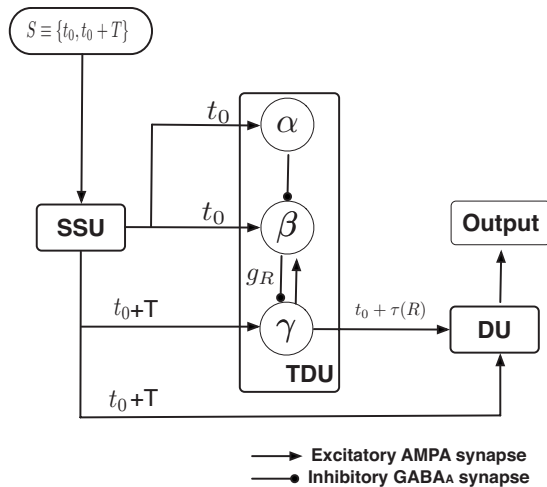 S ≡ {t₀, t₀ + T}
t₀
α
t₀
SSU
β
Output
g_R
t₀+T
γ
t₀ + τ(R)
DU
TDU
t₀+T
Excitatory AMPA synapse
Inhibitory GABAA synapse